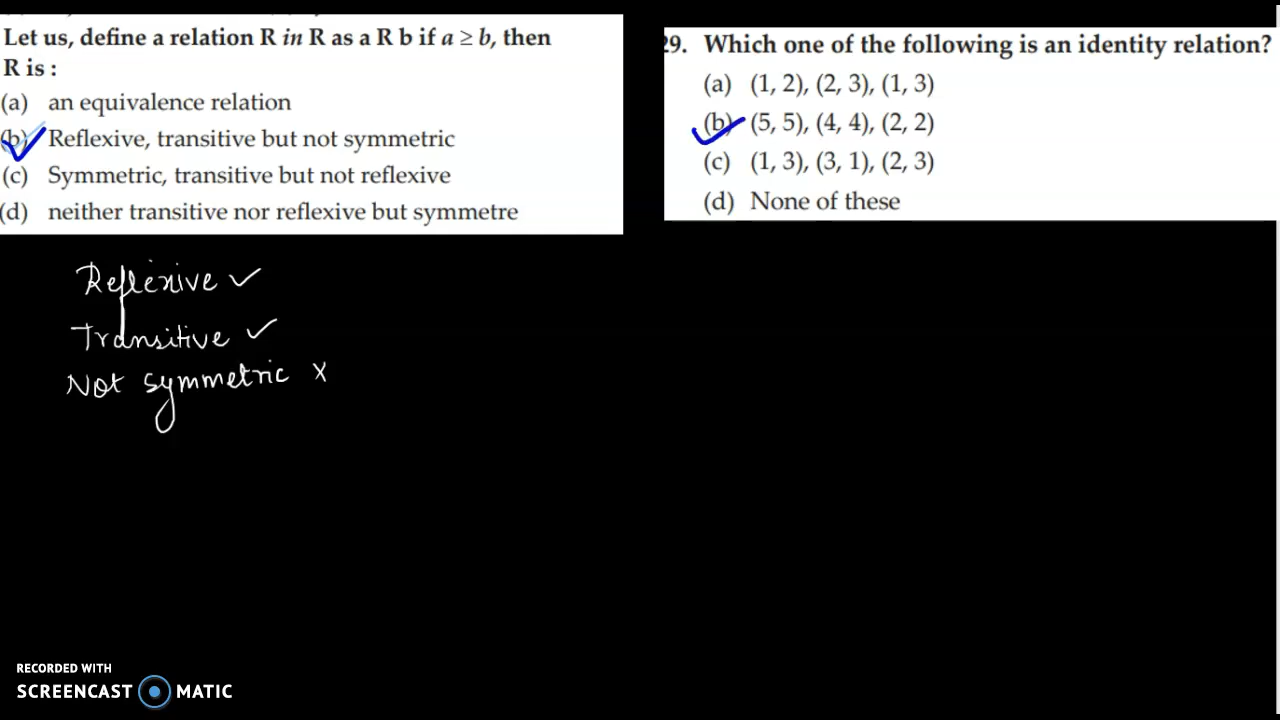 Let us, define a relation R in R as a R b if a ≥ b, then
R is :
(a) an equivalence relation
(b) Reflexive, transitive but not symmetric
(c) Symmetric, transitive but not reflexive
(d) neither transitive nor reflexive but symmetre
29. Which one of the following is an identity relation?
(a) (1, 2), (2, 3), (1, 3)
(b) (5, 5), (4, 4), (2, 2)
(c) (1, 3), (3, 1), (2, 3)
(d) None of these
Reflexive ✓
Transitive ✓
Not symmetric x
RECORDED WITH
SCREENCAST MATIC